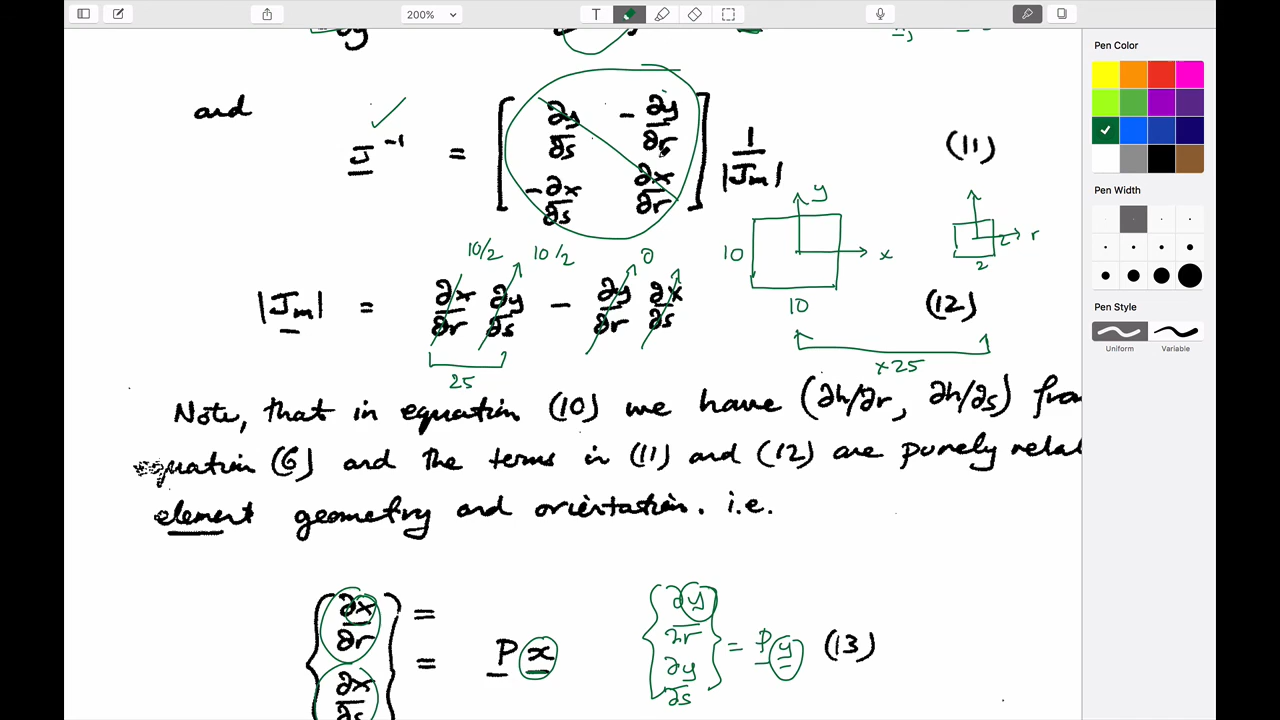 200%
T
Pen Color
∂y
and
J⁻¹ = [ ∂y/∂s -∂y/∂r ; -∂x/∂s ∂x/∂r ] 1/|Jm| (11)
y
x
10
10
r
2
2
10/2 10/2 0
|Jm| = ∂x/∂r ∂y/∂s - ∂y/∂r ∂x/∂s (12)
25
×25
Note, that in equation (10) we have (∂h/∂r, ∂h/∂s) from
equation (6) and the terms in (11) and (12) are purely relat
element geometry and orientation. i.e.
{ ∂x/∂r ; ∂x/∂s } = = P x
{ ∂y/∂r ; ∂y/∂s } = P y (13)
Pen Width
Pen Style
Uniform Variable